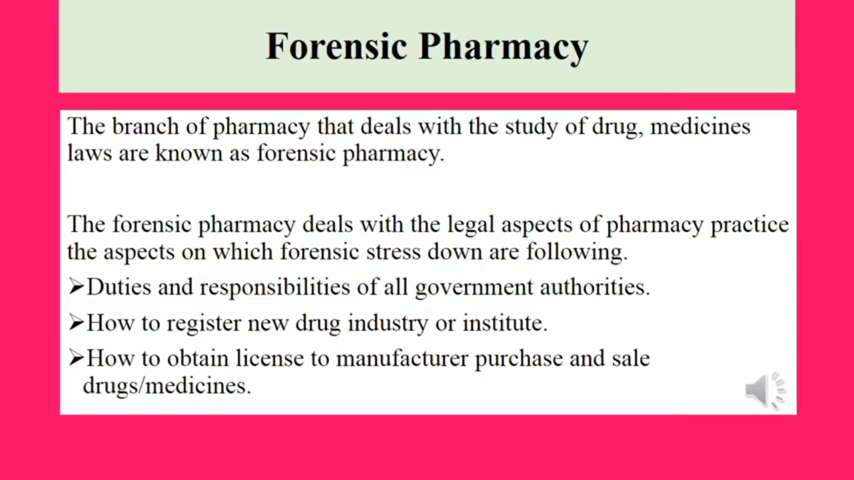 Forensic Pharmacy
The branch of pharmacy that deals with the study of drug, medicines
laws are known as forensic pharmacy.
The forensic pharmacy deals with the legal aspects of pharmacy practice
the aspects on which forensic stress down are following.
➢Duties and responsibilities of all government authorities.
➢How to register new drug industry or institute.
➢How to obtain license to manufacturer purchase and sale
drugs/medicines.